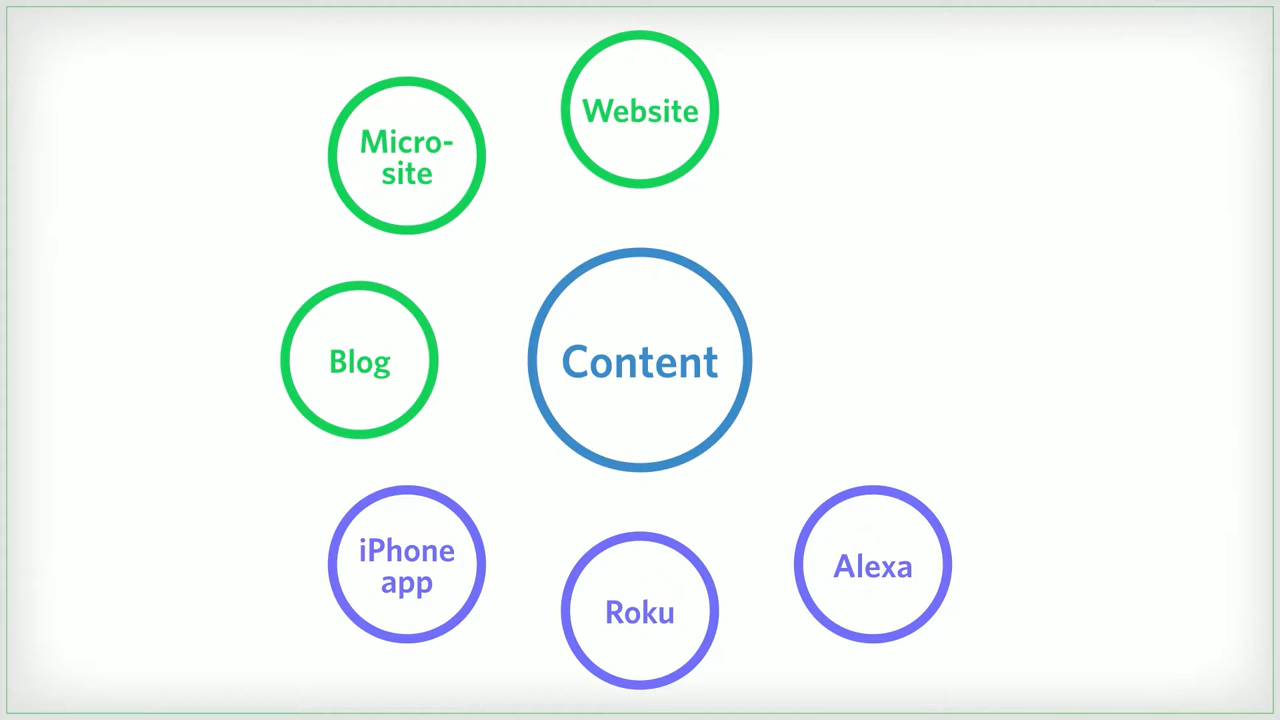 Website
Micro-
site
Content
Blog
iPhone
app
Alexa
Roku